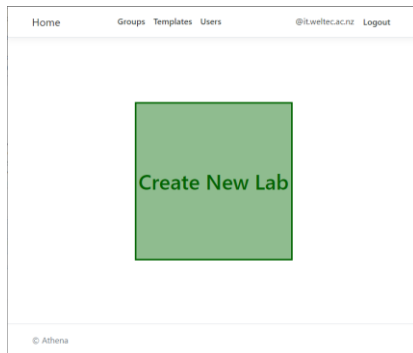 Home Groups Templates Users @it.weltec.ac.nz Logout
Create New Lab
© Athena